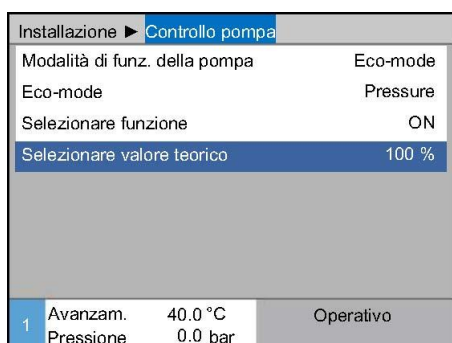 Installazione ► Controllo pompa
Modalità di funz. della pompa Eco-mode
Eco-mode Pressure
Selezionare funzione ON
Selezionare valore teorico 100 %
1 Avanzam. 40.0 °C Operativo
Pressione 0.0 bar